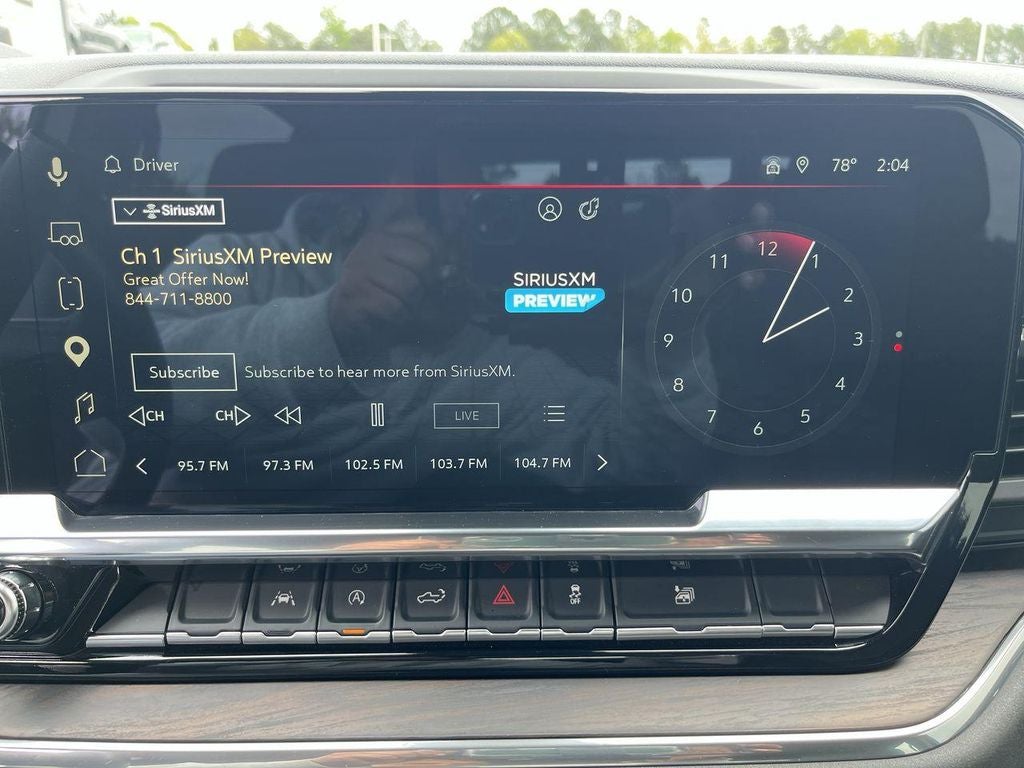 Driver
78° 2:04
SiriusXM
Ch 1 SiriusXM Preview
Great Offer Now!
844-711-8800
SIRIUSXM
PREVIEW
Subscribe
Subscribe to hear more from SiriusXM.
CH
CH
LIVE
95.7 FM
97.3 FM
102.5 FM
103.7 FM
104.7 FM
12
1
2
3
4
5
6
7
8
9
10
11
A
OFF